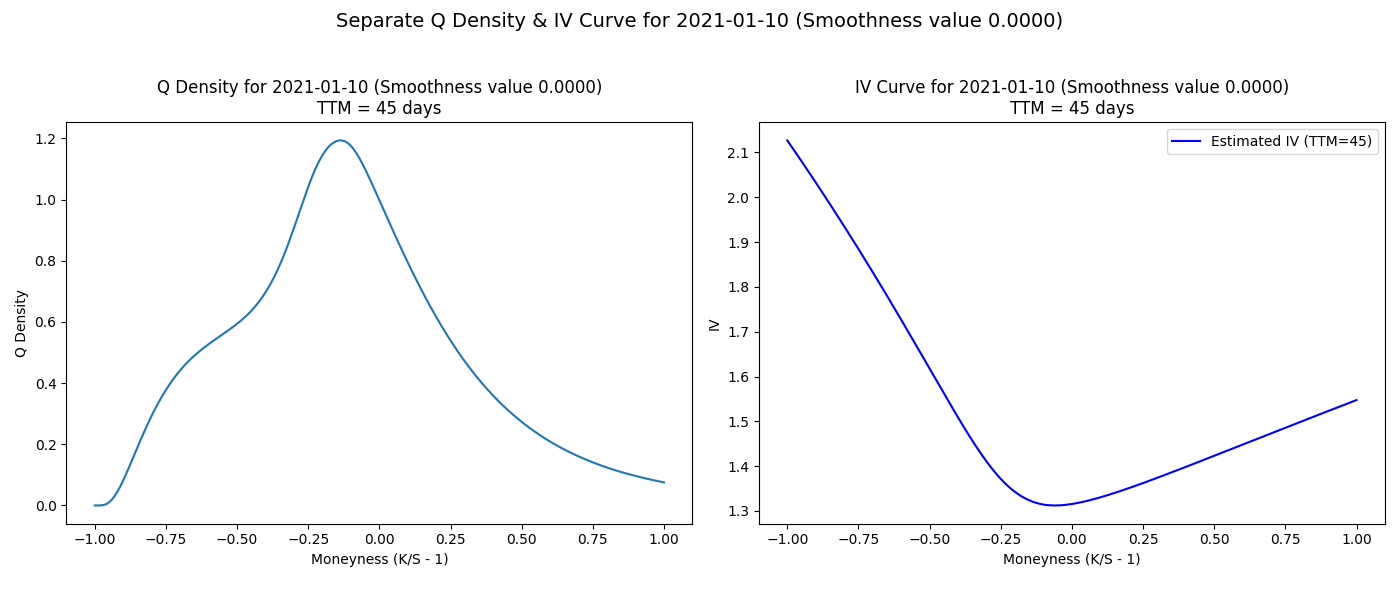 Separate Q Density & IV Curve for 2021-01-10 (Smoothness value 0.0000)
Q Density for 2021-01-10 (Smoothness value 0.0000)
TTM = 45 days
1.2
1.0
0.8
0.6
0.4
0.2
0.0
Q Density
−1.00 −0.75 −0.50 −0.25 0.00 0.25 0.50 0.75 1.00
Moneyness (K/S - 1)
IV Curve for 2021-01-10 (Smoothness value 0.0000)
TTM = 45 days
Estimated IV (TTM=45)
2.1
2.0
1.9
1.8
1.7
1.6
1.5
1.4
1.3
IV
−1.00 −0.75 −0.50 −0.25 0.00 0.25 0.50 0.75 1.00
Moneyness (K/S - 1)